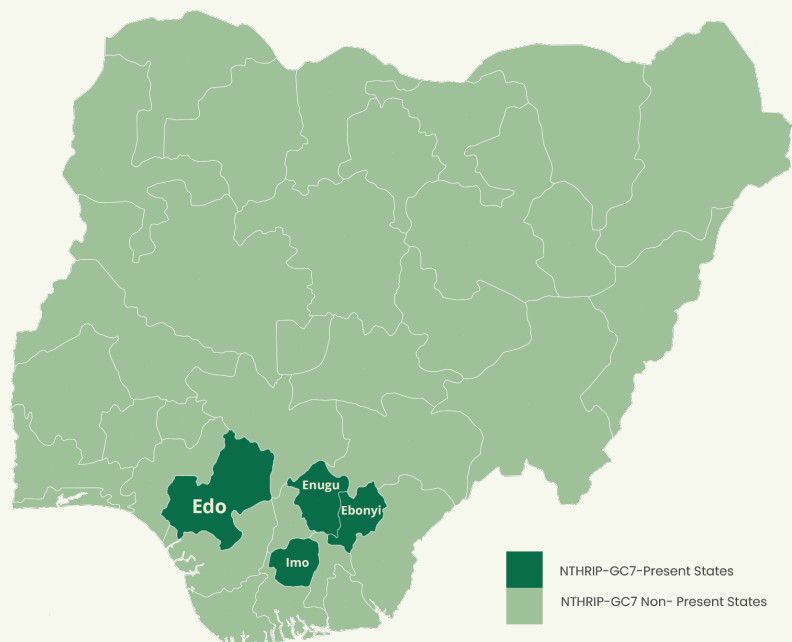 Enugu
Edo
Ebonyi
Imo
NTHRIP-GC7-Present States
NTHRIP-GC7 Non- Present States